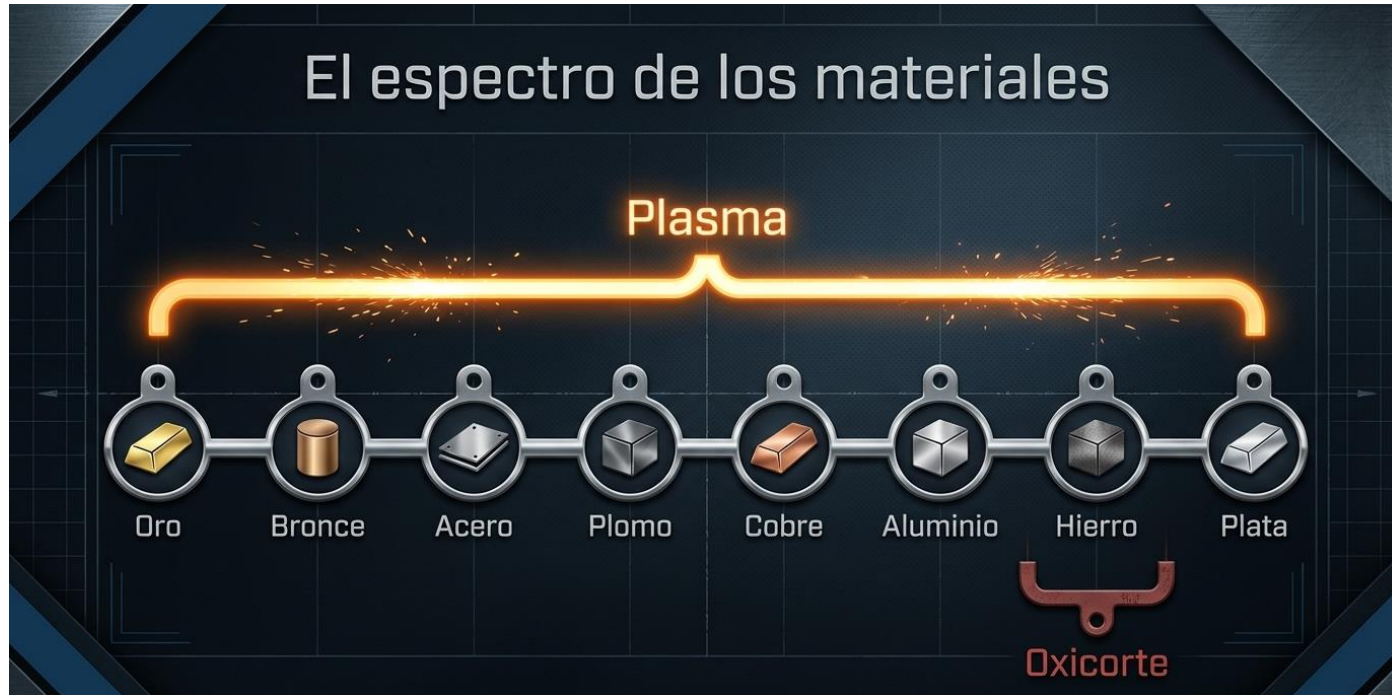 El espectro de los materiales
Plasma
Oro Bronce Acero Plomo Cobre Aluminio Hierro Plata
Oxicorte